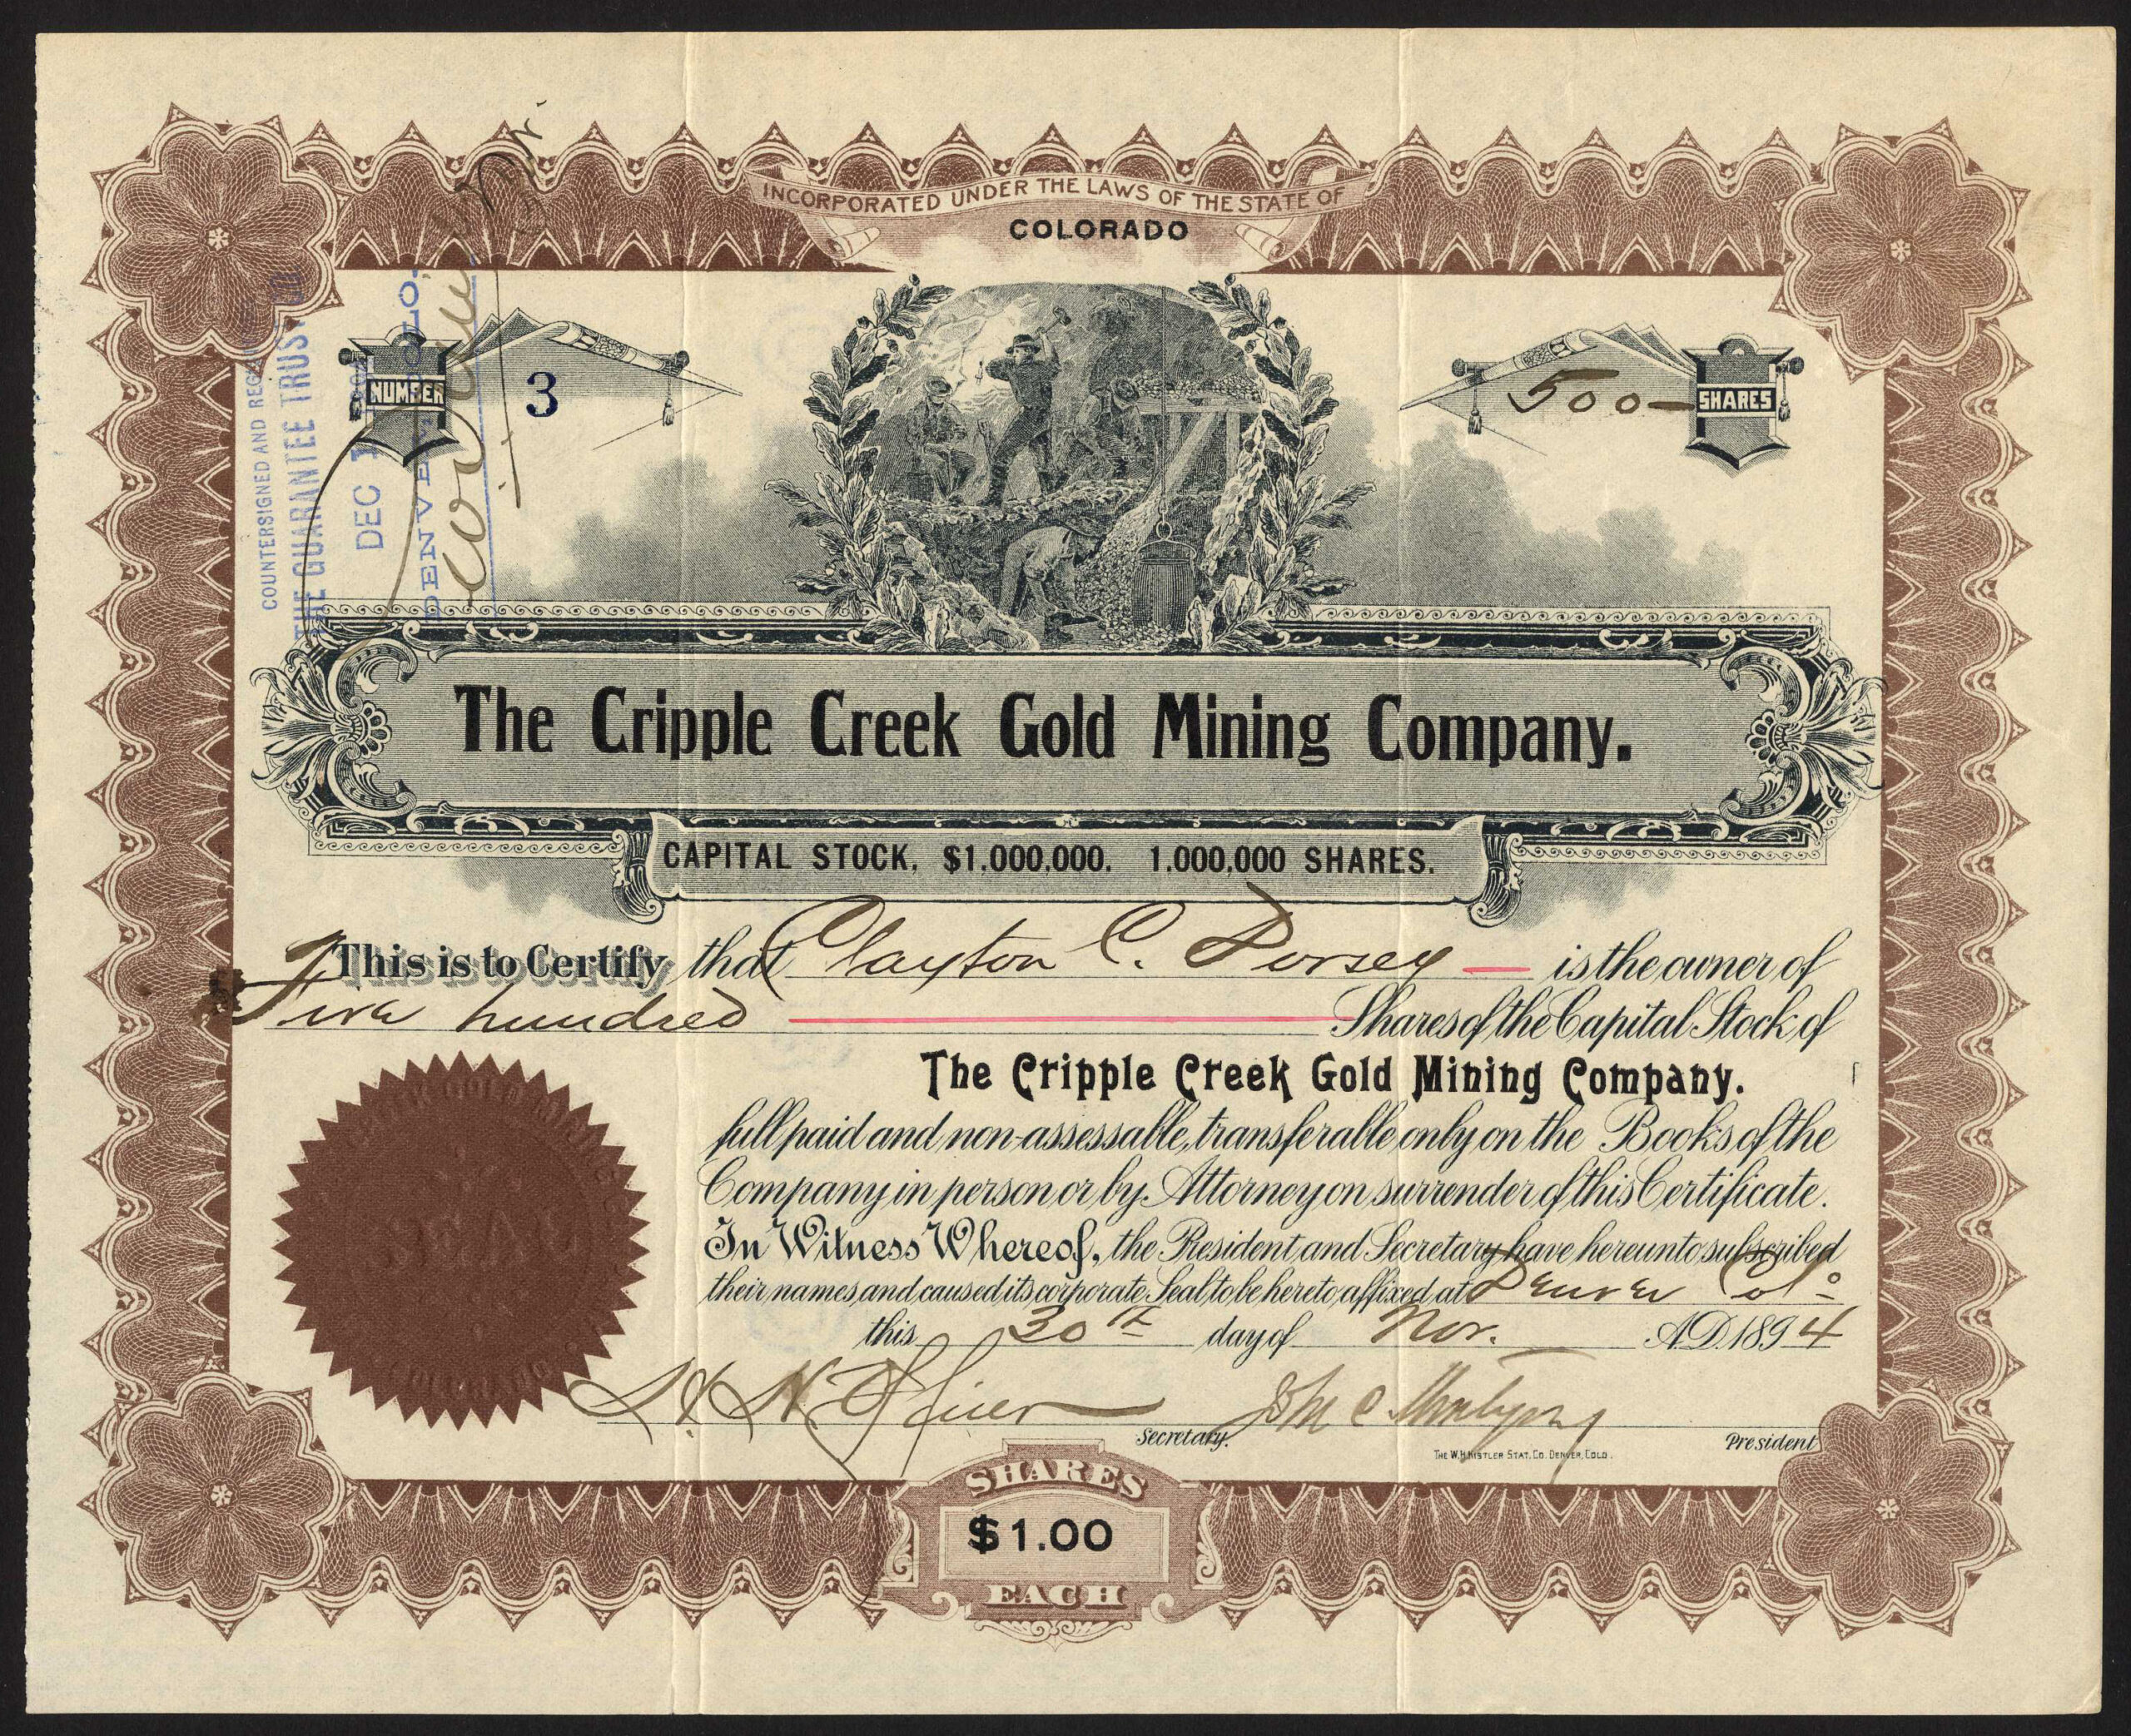 INCORPORATED UNDER THE LAWS OF THE STATE OF
COLORADO
COUNTERSIGNED AND
THE GUARANTEE TRUST
DEC 1
DENVER, COLO.
NUMBER
3
500
SHARES
The Cripple Creek Gold Mining Company.
CAPITAL STOCK, $1,000,000. 1,000,000 SHARES.
This is to Certify that Clayton C. Dorsey is the owner of
Five hundred Shares of the Capital Stock of
The Cripple Creek Gold Mining Company.
full paid and non-assessable, transferable only on the Books of the
Company in person or by Attorney on surrender of this Certificate.
In Witness Whereof, the President and Secretary have hereunto subscribed
their names and caused its corporate Seal to be hereto affixed at Denver Colo
this 30th day of Nov. A.D. 1894
SEAL
COLORADO
Secretary.
John C.
President
THE W.H. KISTLER STAT. CO. DENVER, COLO.
SHARES
$1.00
EACH